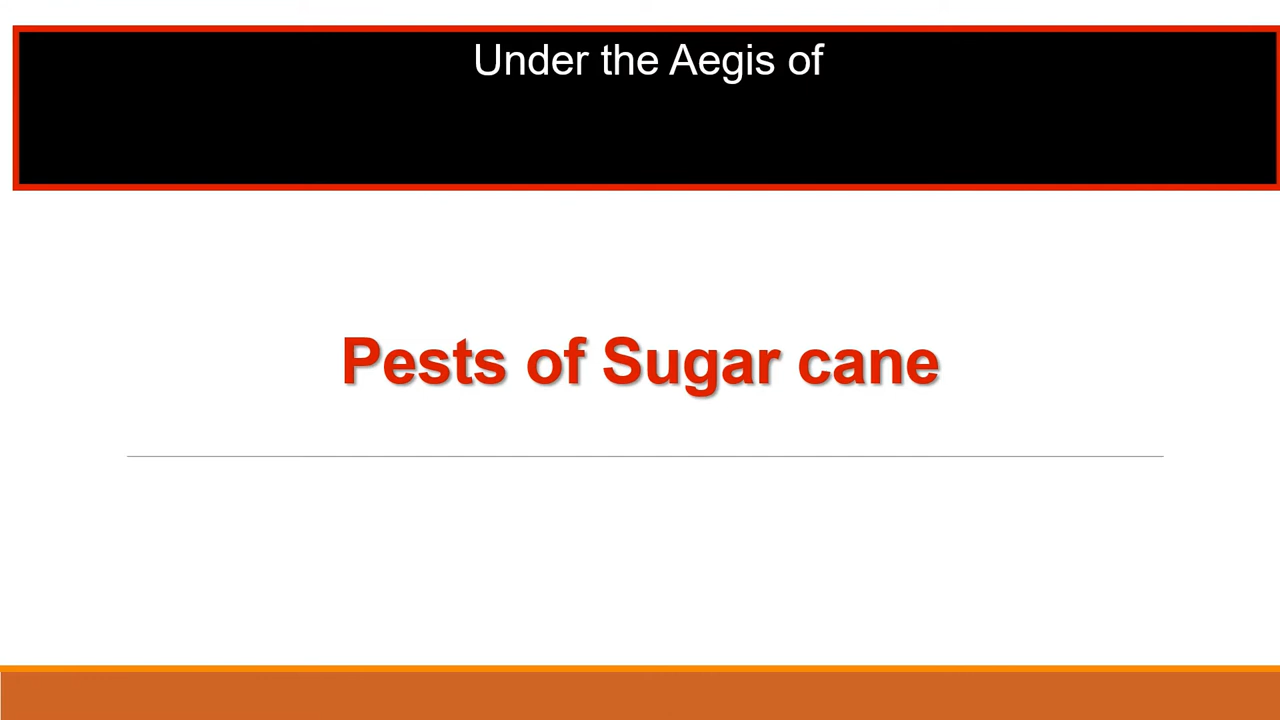 Under the Aegis of
Pests of Sugar cane